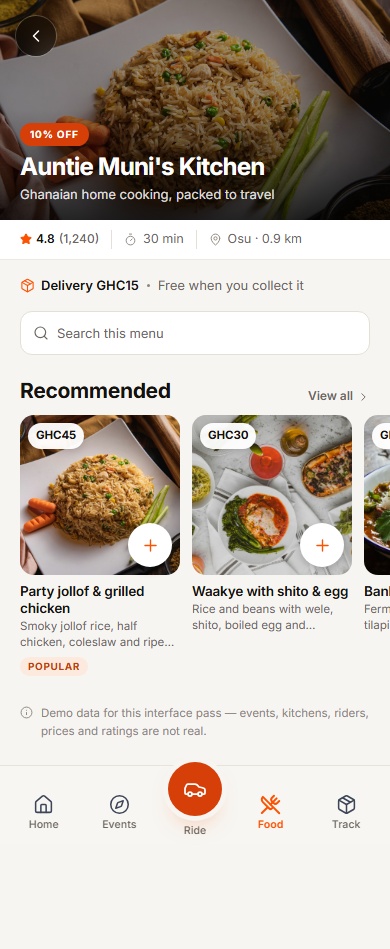 10% OFF
Auntie Muni's Kitchen
Ghanaian home cooking, packed to travel
4.8 (1,240)
30 min
Osu · 0.9 km
Delivery GHC15 • Free when you collect it
Search this menu
Recommended
View all
GHC45
GHC30
Party jollof & grilled
chicken
Smoky jollof rice, half
chicken, coleslaw and ripe...
POPULAR
Waakye with shito & egg
Rice and beans with wele,
shito, boiled egg and...
Demo data for this interface pass — events, kitchens, riders,
prices and ratings are not real.
Home
Events
Ride
Food
Track